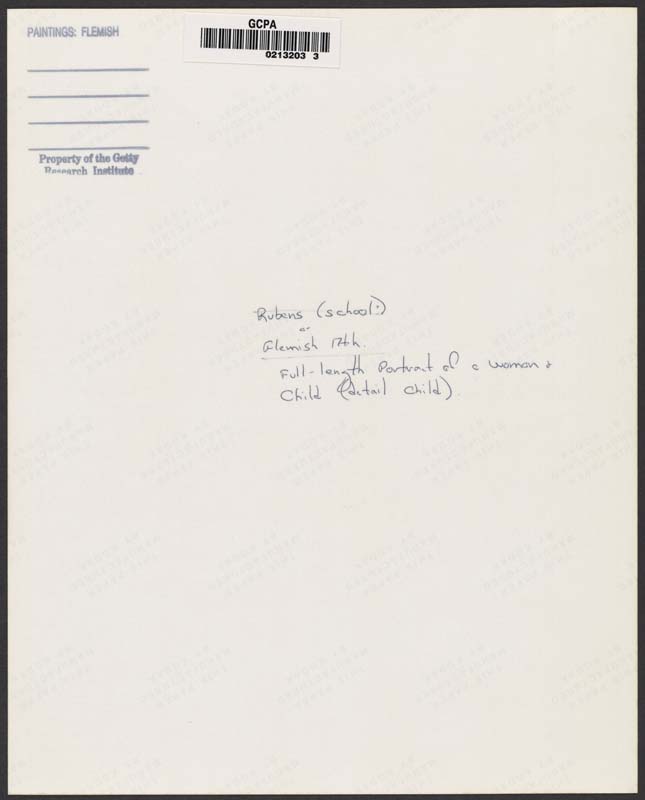 PAINTINGS: FLEMISH
GCPA
0213203 3
Property of the Getty
Research Institute
Rubens (school?)
or
Flemish 17th.
Full-length Portrait of a woman &
Child (detail child).